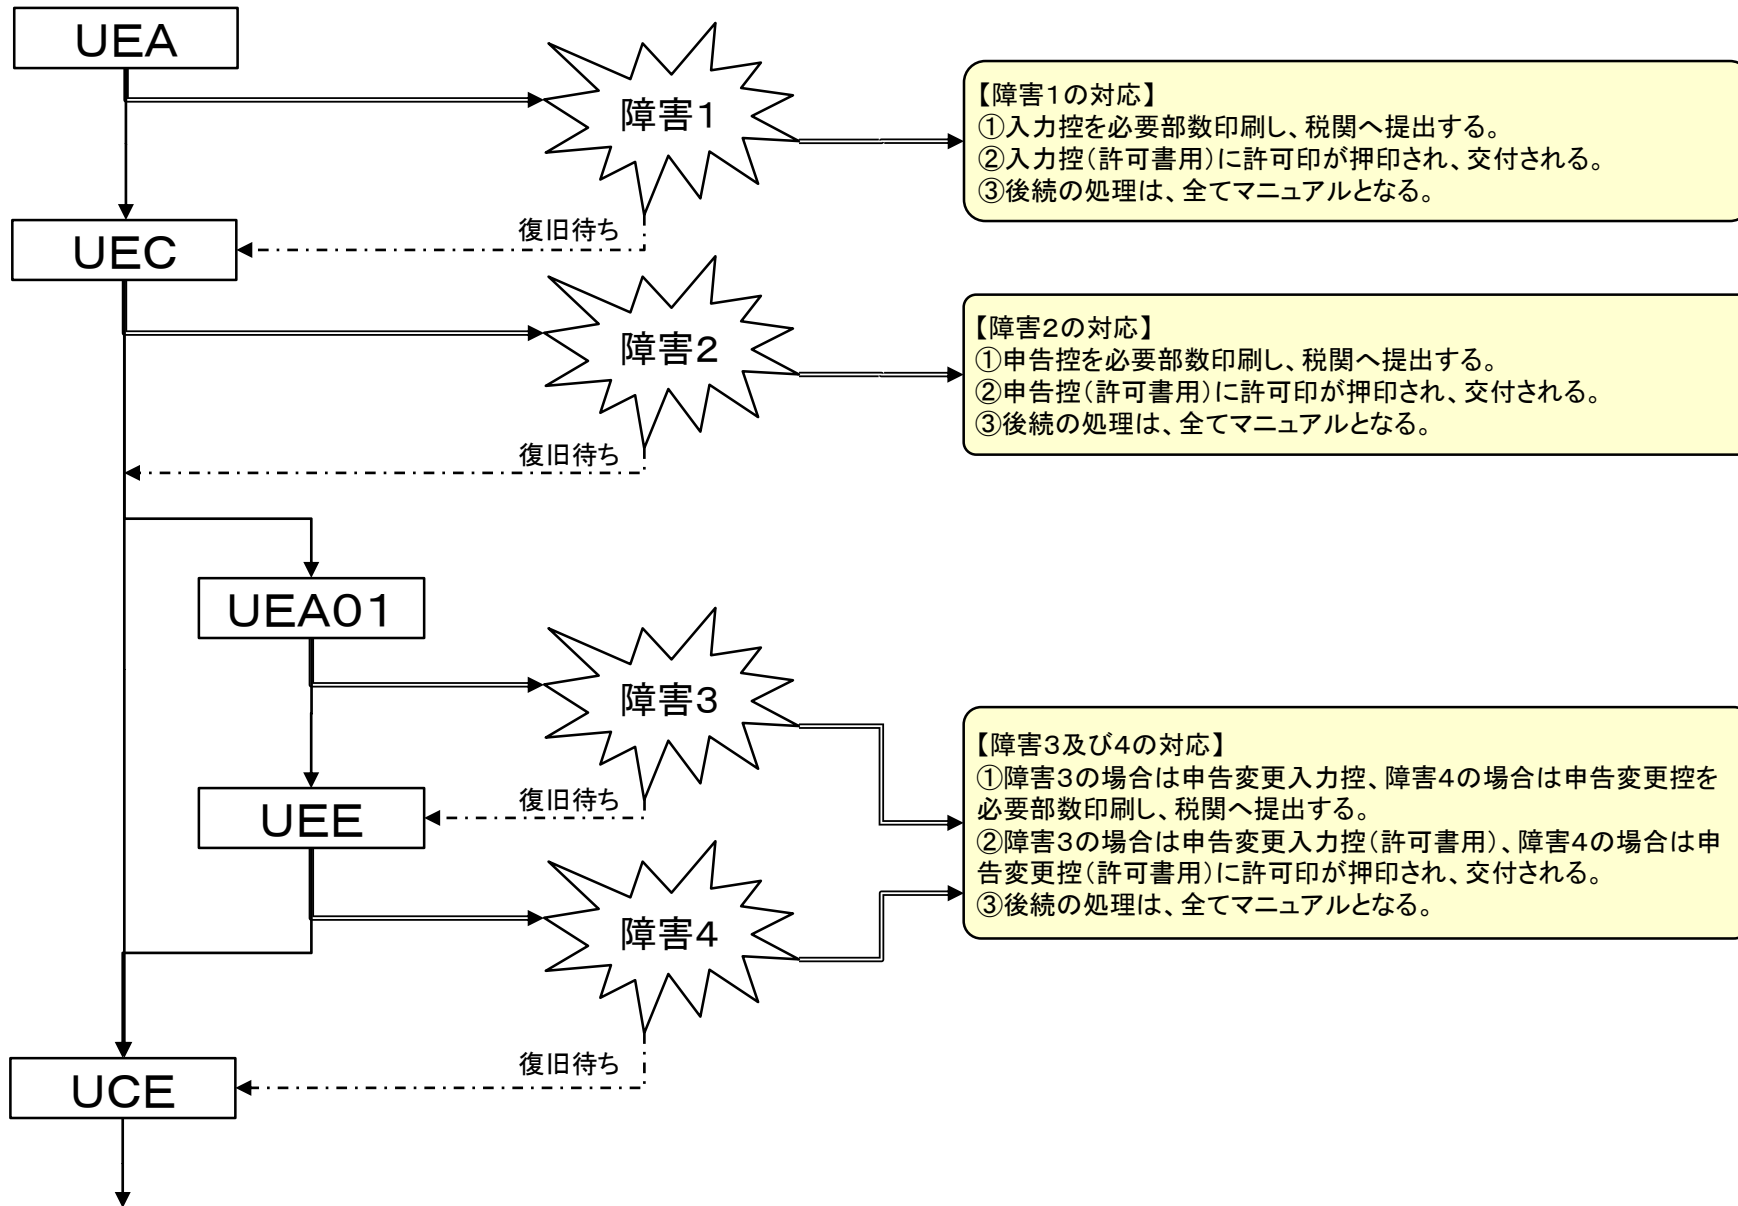 UEA
障害1
【障害1の対応】
①入力控を必要部数印刷し、税関へ提出する。
②入力控(許可書用)に許可印が押印され、交付される。
③後続の処理は、全てマニュアルとなる。
復旧待ち
UEC
障害2
【障害2の対応】
①申告控を必要部数印刷し、税関へ提出する。
②申告控(許可書用)に許可印が押印され、交付される。
③後続の処理は、全てマニュアルとなる。
復旧待ち
UEA01
障害3
【障害3及び4の対応】
①障害3の場合は申告変更入力控、障害4の場合は申告変更控を
必要部数印刷し、税関へ提出する。
②障害3の場合は申告変更入力控(許可書用)、障害4の場合は申
告変更控(許可書用)に許可印が押印され、交付される。
③後続の処理は、全てマニュアルとなる。
復旧待ち
UEE
障害4
復旧待ち
UCE